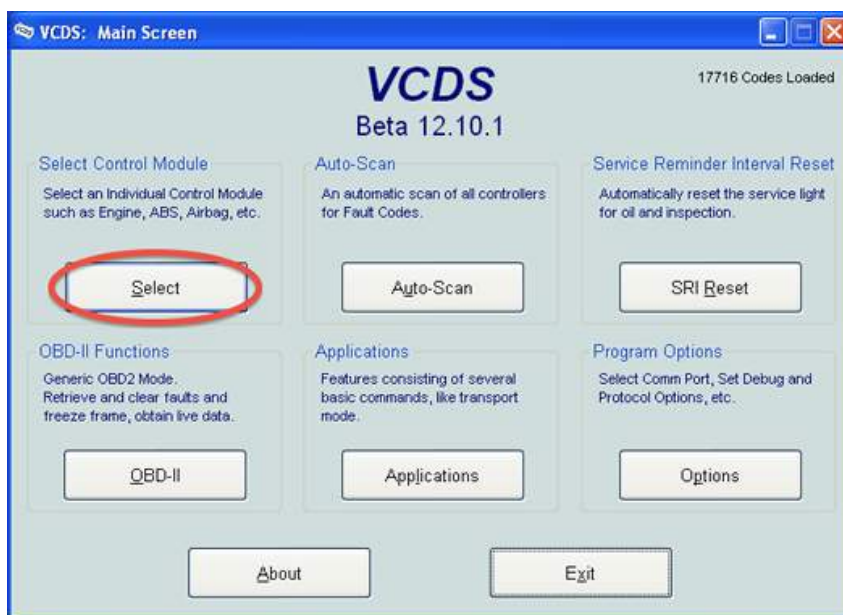 VCDS: Main Screen
VCDS
Beta 12.10.1
17716 Codes Loaded
Select Control Module
Select an Individual Control Module
such as Engine, ABS, Airbag, etc.
Select
Auto-Scan
An automatic scan of all controllers
for Fault Codes.
Auto-Scan
Service Reminder Interval Reset
Automatically reset the service light
for oil and inspection.
SRI Reset
OBD-II Functions
Generic OBD2 Mode.
Retrieve and clear faults and
freeze frame, obtain live data.
OBD-II
Applications
Features consisting of several
basic commands, like transport
mode.
Applications
Program Options
Select Comm Port, Set Debug and
Protocol Options, etc.
Options
About
Exit